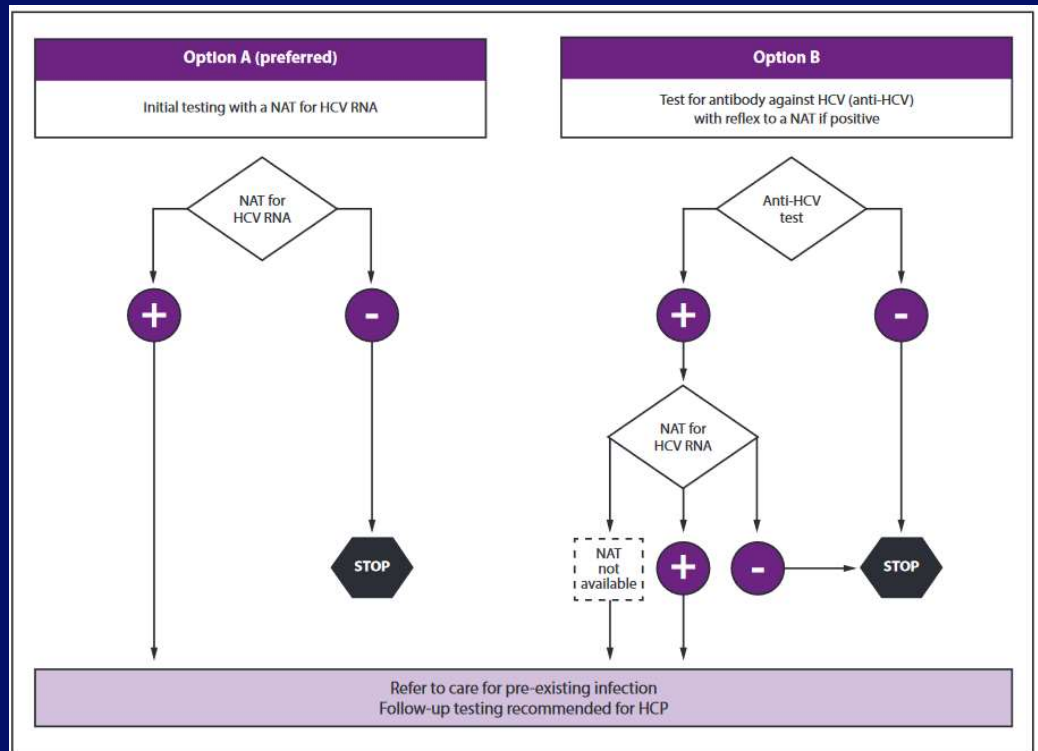 Option A (preferred)
Initial testing with a NAT for HCV RNA
NAT for
HCV RNA
+
-
STOP
Option B
Test for antibody against HCV (anti-HCV)
with reflex to a NAT if positive
Anti-HCV
test
+
-
NAT for
HCV RNA
NAT
not
available
+
-
STOP
Refer to care for pre-existing infection
Follow-up testing recommended for HCP